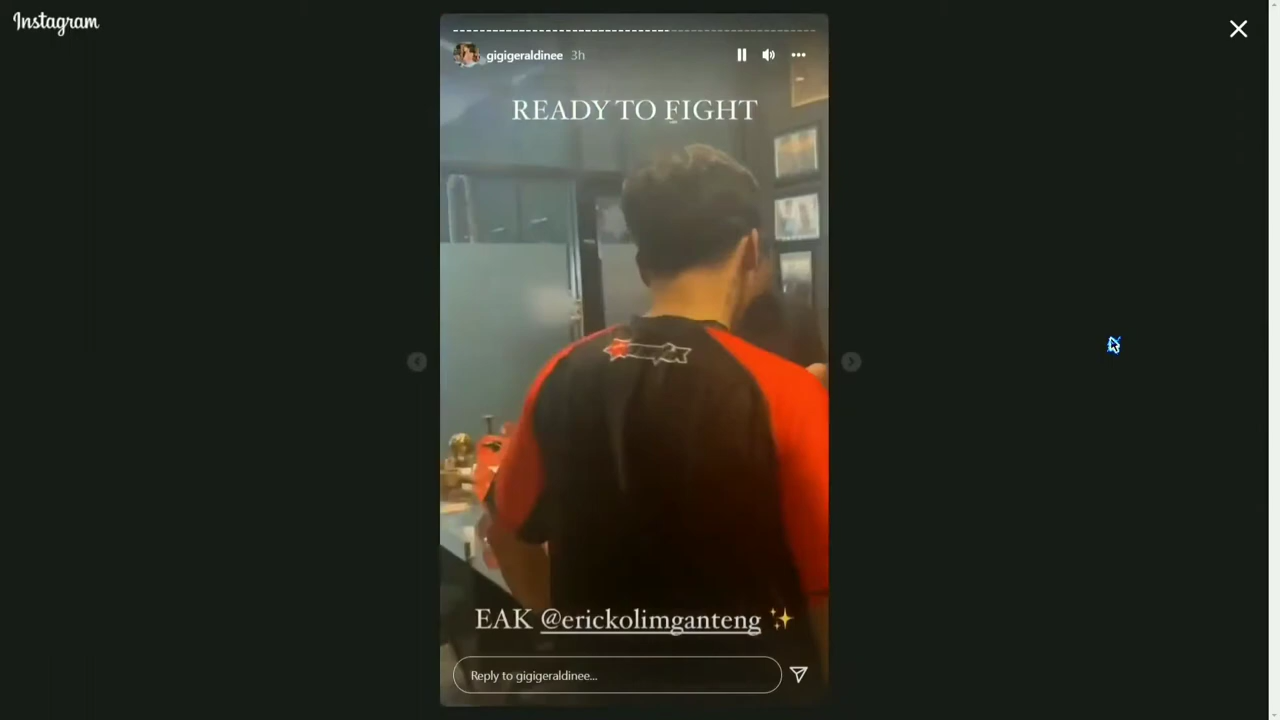 Instagram
gigigeraldinee 3h
READY TO FIGHT
EAK @erickolimganteng ✨
Reply to gigigeraldinee...